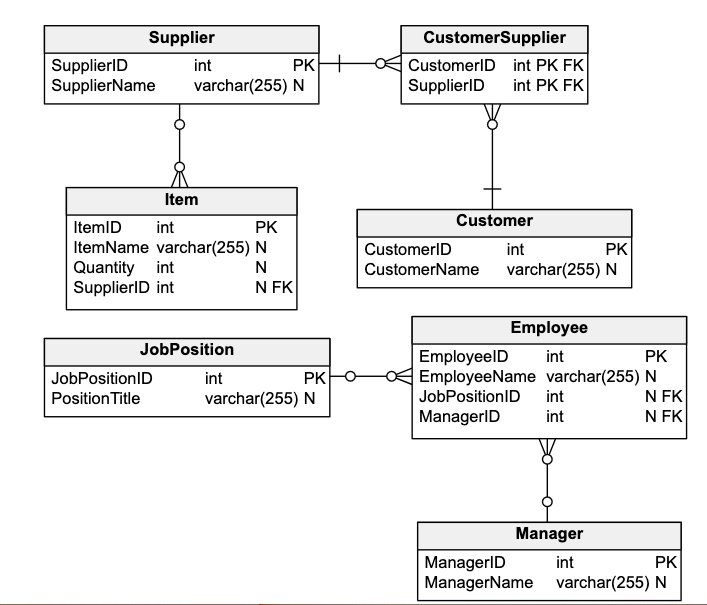 Supplier
SupplierID int PK
SupplierName varchar(255) N
CustomerSupplier
CustomerID int PK FK
SupplierID int PK FK
Item
ItemID int PK
ItemName varchar(255) N
Quantity int N
SupplierID int N FK
Customer
CustomerID int PK
CustomerName varchar(255) N
JobPosition
JobPositionID int PK
PositionTitle varchar(255) N
Employee
EmployeeID int PK
EmployeeName varchar(255) N
JobPositionID int N FK
ManagerID int N FK
Manager
ManagerID int PK
ManagerName varchar(255) N